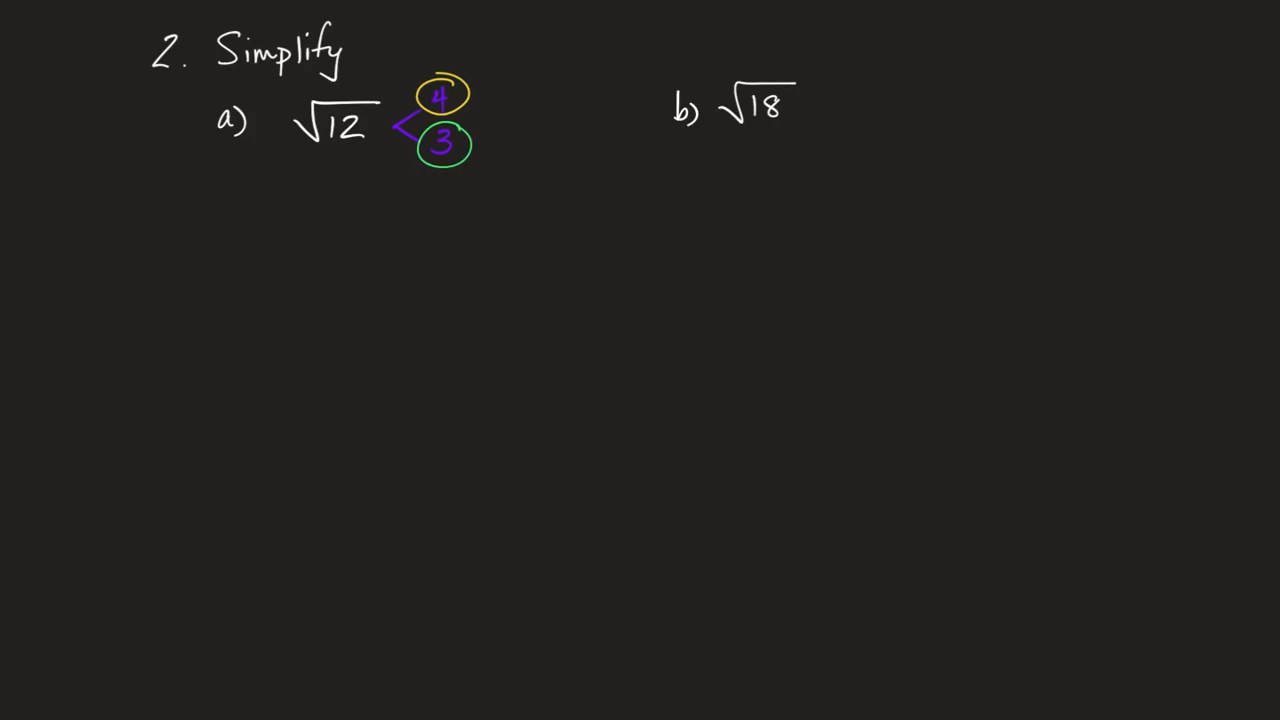 2. Simplify
a) √12 < 4
3
b) √18